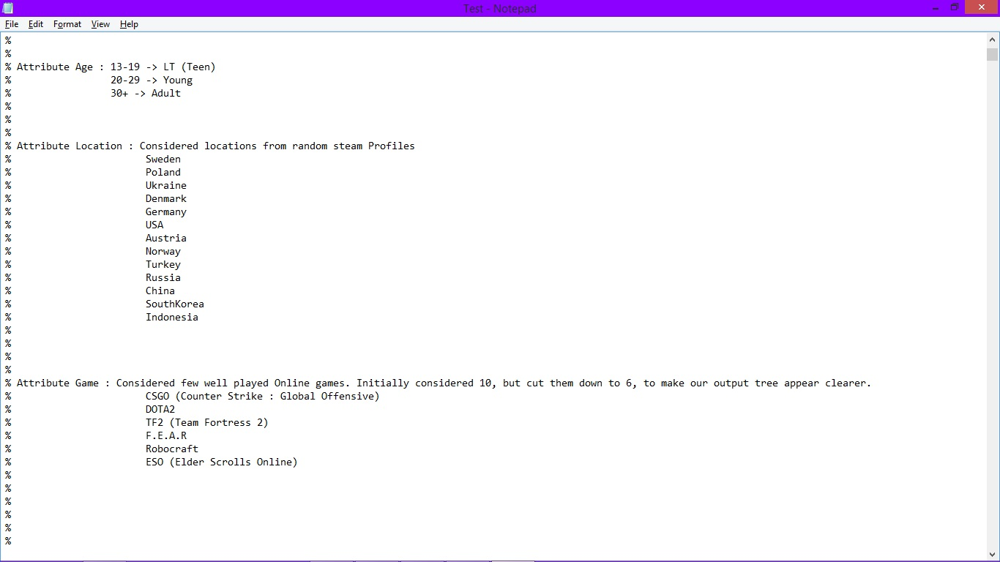 Test - Notepad
File Edit Format View Help
%
%
% Attribute Age : 13-19 -> LT (Teen)
% 20-29 -> Young
% 30+ -> Adult
%
%
%
% Attribute Location : Considered locations from random steam Profiles
% Sweden
% Poland
% Ukraine
% Denmark
% Germany
% USA
% Austria
% Norway
% Turkey
% Russia
% China
% SouthKorea
% Indonesia
%
%
%
%
% Attribute Game : Considered few well played Online games. Initially considered 10, but cut them down to 6, to make our output tree appear clearer.
% CSGO (Counter Strike : Global Offensive)
% DOTA2
% TF2 (Team Fortress 2)
% F.E.A.R
% Robocraft
% ESO (Elder Scrolls Online)
%
%
%
%
%
%